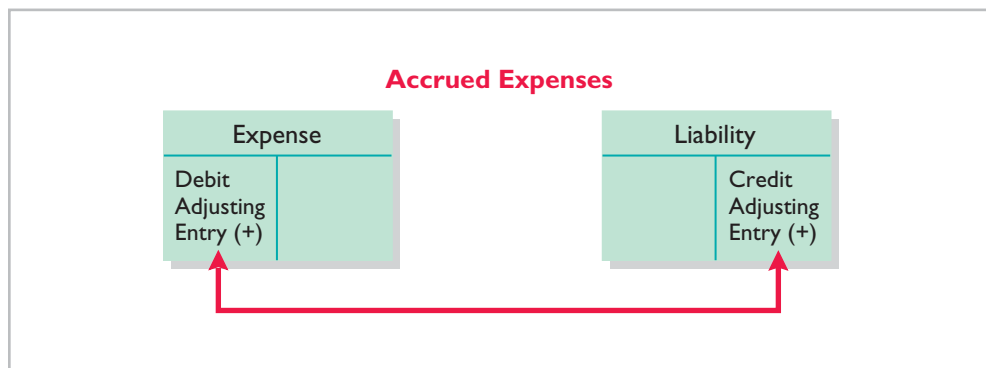 Accrued Expenses
Expense
Debit
Adjusting
Entry (+)
Liability
Credit
Adjusting
Entry (+)